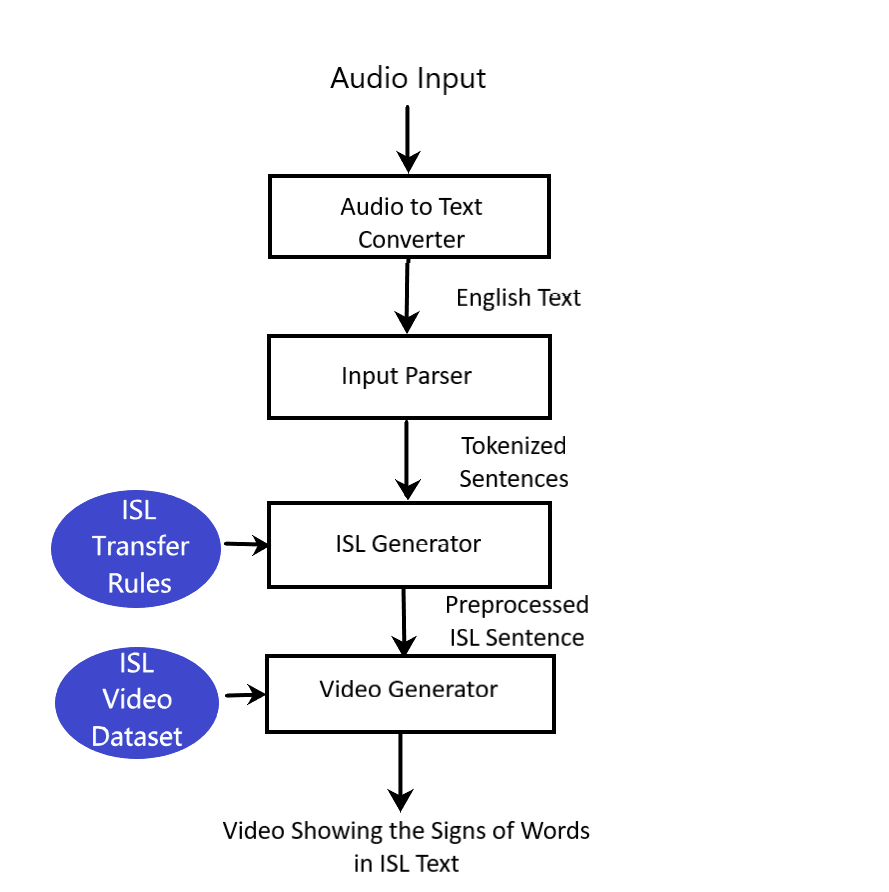 Audio Input
Audio to Text
Converter
English Text
Input Parser
Tokenized
Sentences
ISL
Transfer
Rules
ISL Generator
Preprocessed
ISL Sentence
ISL
Video
Dataset
Video Generator
Video Showing the Signs of Words
in ISL Text